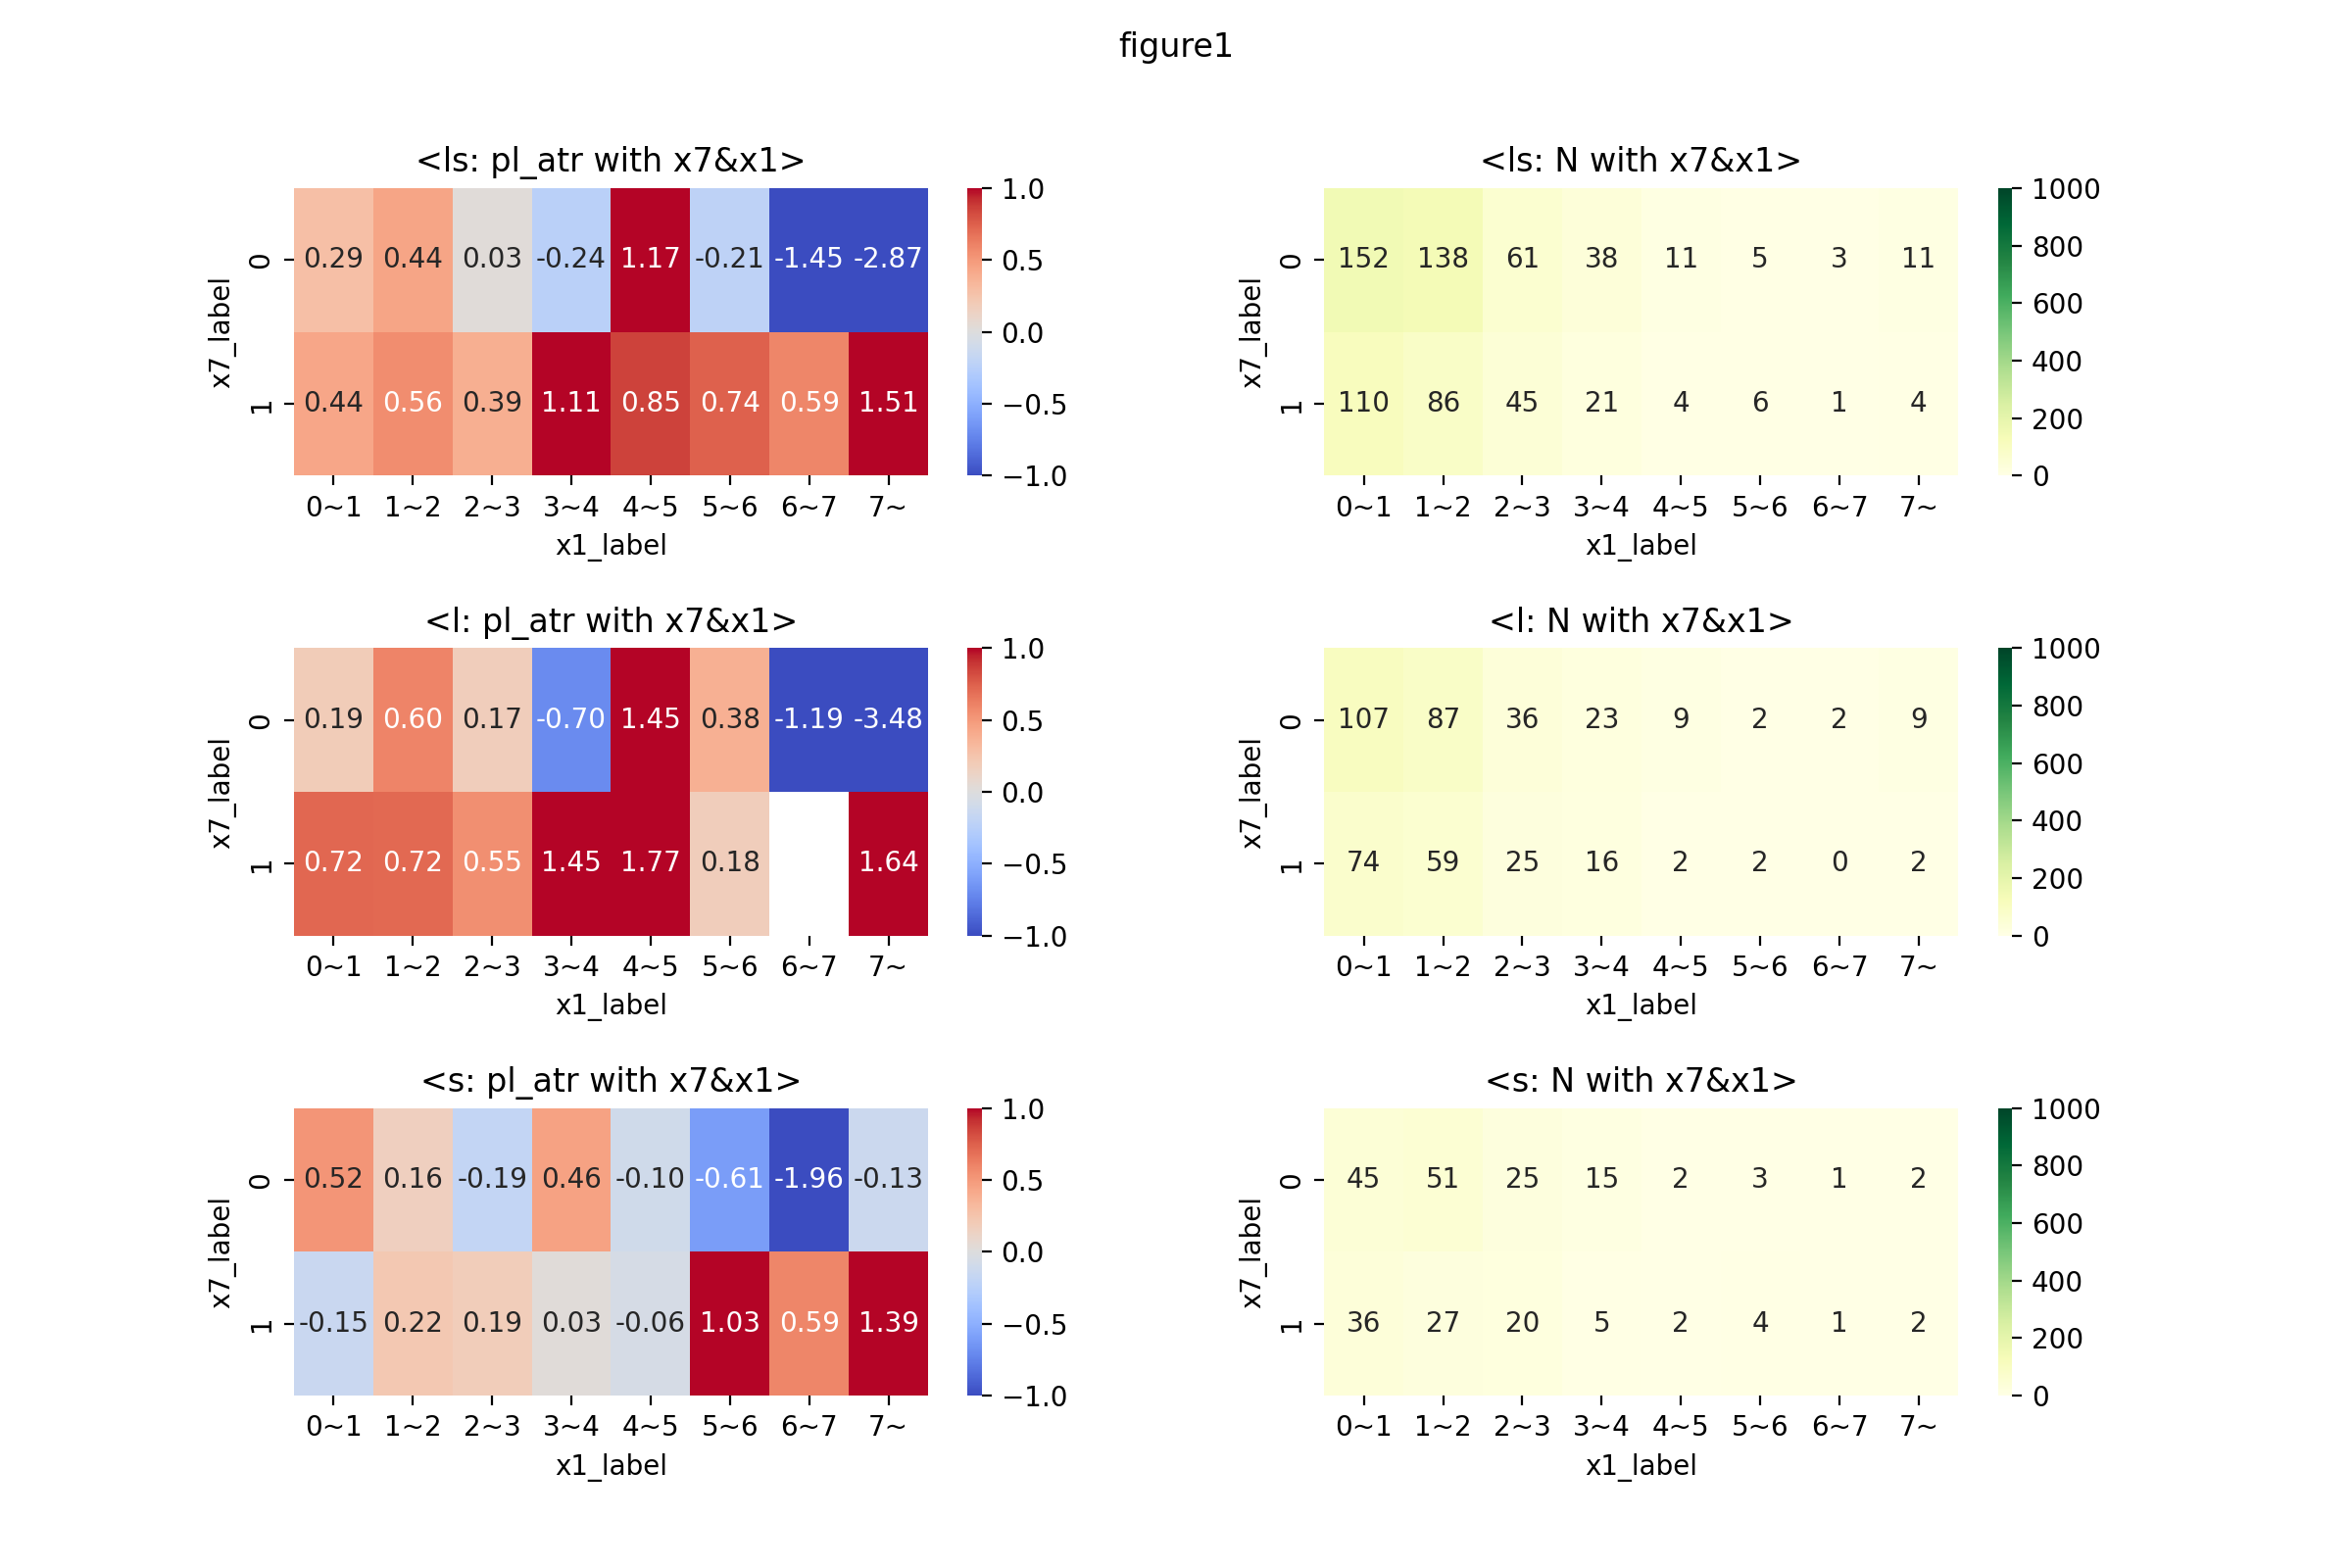 figure1
<ls: pl_atr with x7&x1>
x7_label
0 0.29 0.44 0.03 -0.24 1.17 -0.21 -1.45 -2.87
1 0.44 0.56 0.39 1.11 0.85 0.74 0.59 1.51
0~1 1~2 2~3 3~4 4~5 5~6 6~7 7~
x1_label
1.0
0.5
0.0
−0.5
−1.0
<ls: N with x7&x1>
x7_label
0 152 138 61 38 11 5 3 11
1 110 86 45 21 4 6 1 4
0~1 1~2 2~3 3~4 4~5 5~6 6~7 7~
x1_label
1000
800
600
400
200
0
<l: pl_atr with x7&x1>
x7_label
0 0.19 0.60 0.17 -0.70 1.45 0.38 -1.19 -3.48
1 0.72 0.72 0.55 1.45 1.77 0.18 1.64
0~1 1~2 2~3 3~4 4~5 5~6 6~7 7~
x1_label
1.0
0.5
0.0
−0.5
−1.0
<l: N with x7&x1>
x7_label
0 107 87 36 23 9 2 2 9
1 74 59 25 16 2 2 0 2
0~1 1~2 2~3 3~4 4~5 5~6 6~7 7~
x1_label
1000
800
600
400
200
0
<s: pl_atr with x7&x1>
x7_label
0 0.52 0.16 -0.19 0.46 -0.10 -0.61 -1.96 -0.13
1 -0.15 0.22 0.19 0.03 -0.06 1.03 0.59 1.39
0~1 1~2 2~3 3~4 4~5 5~6 6~7 7~
x1_label
1.0
0.5
0.0
−0.5
−1.0
<s: N with x7&x1>
x7_label
0 45 51 25 15 2 3 1 2
1 36 27 20 5 2 4 1 2
0~1 1~2 2~3 3~4 4~5 5~6 6~7 7~
x1_label
1000
800
600
400
200
0